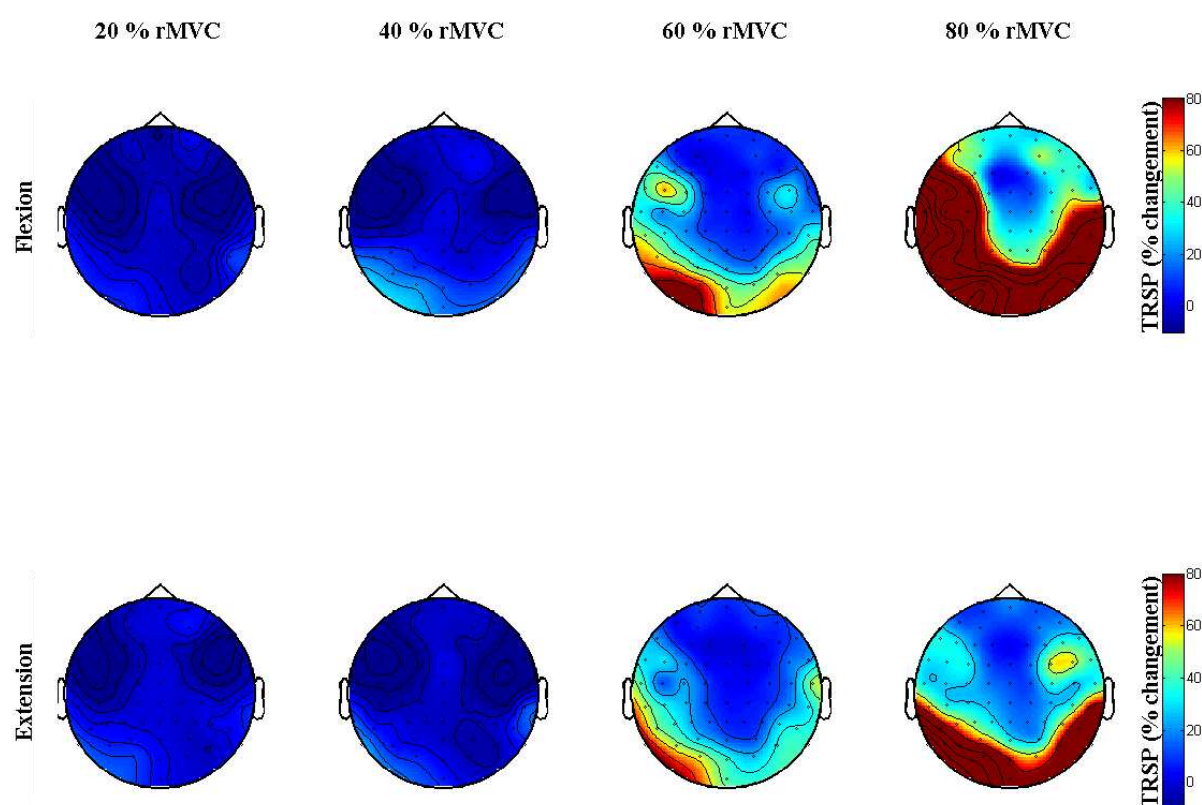 20 % rMVC 40 % rMVC 60 % rMVC 80 % rMVC
Flexion
TRSP (% changement)
80
60
40
20
0
Extension
TRSP (% changement)
80
60
40
20
0